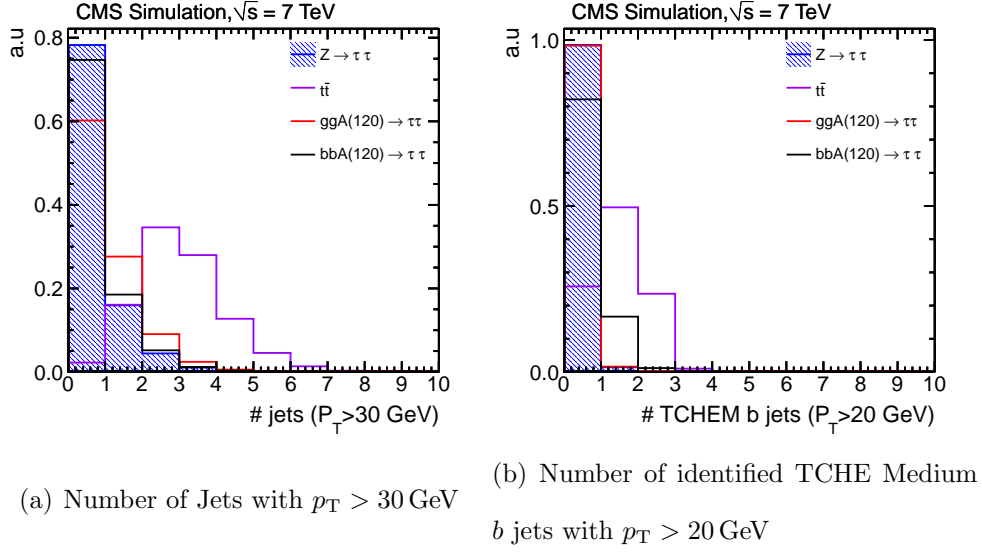 CMS Simulation, √s = 7 TeV
a.u
0.8
0.6
0.4
0.2
0.0
Z → τ τ
tt̄
ggA(120) → ττ
bbA(120) → τ τ
0 1 2 3 4 5 6 7 8 9 10
# jets (P_T>30 GeV)
(a) Number of Jets with p_T > 30 GeV
CMS Simulation, √s = 7 TeV
a.u
1.0
0.5
0.0
Z → τ τ
tt̄
ggA(120) → ττ
bbA(120) → τ τ
0 1 2 3 4 5 6 7 8 9 10
# TCHEM b jets (P_T>20 GeV)
(b) Number of identified TCHE Medium
b jets with p_T > 20 GeV